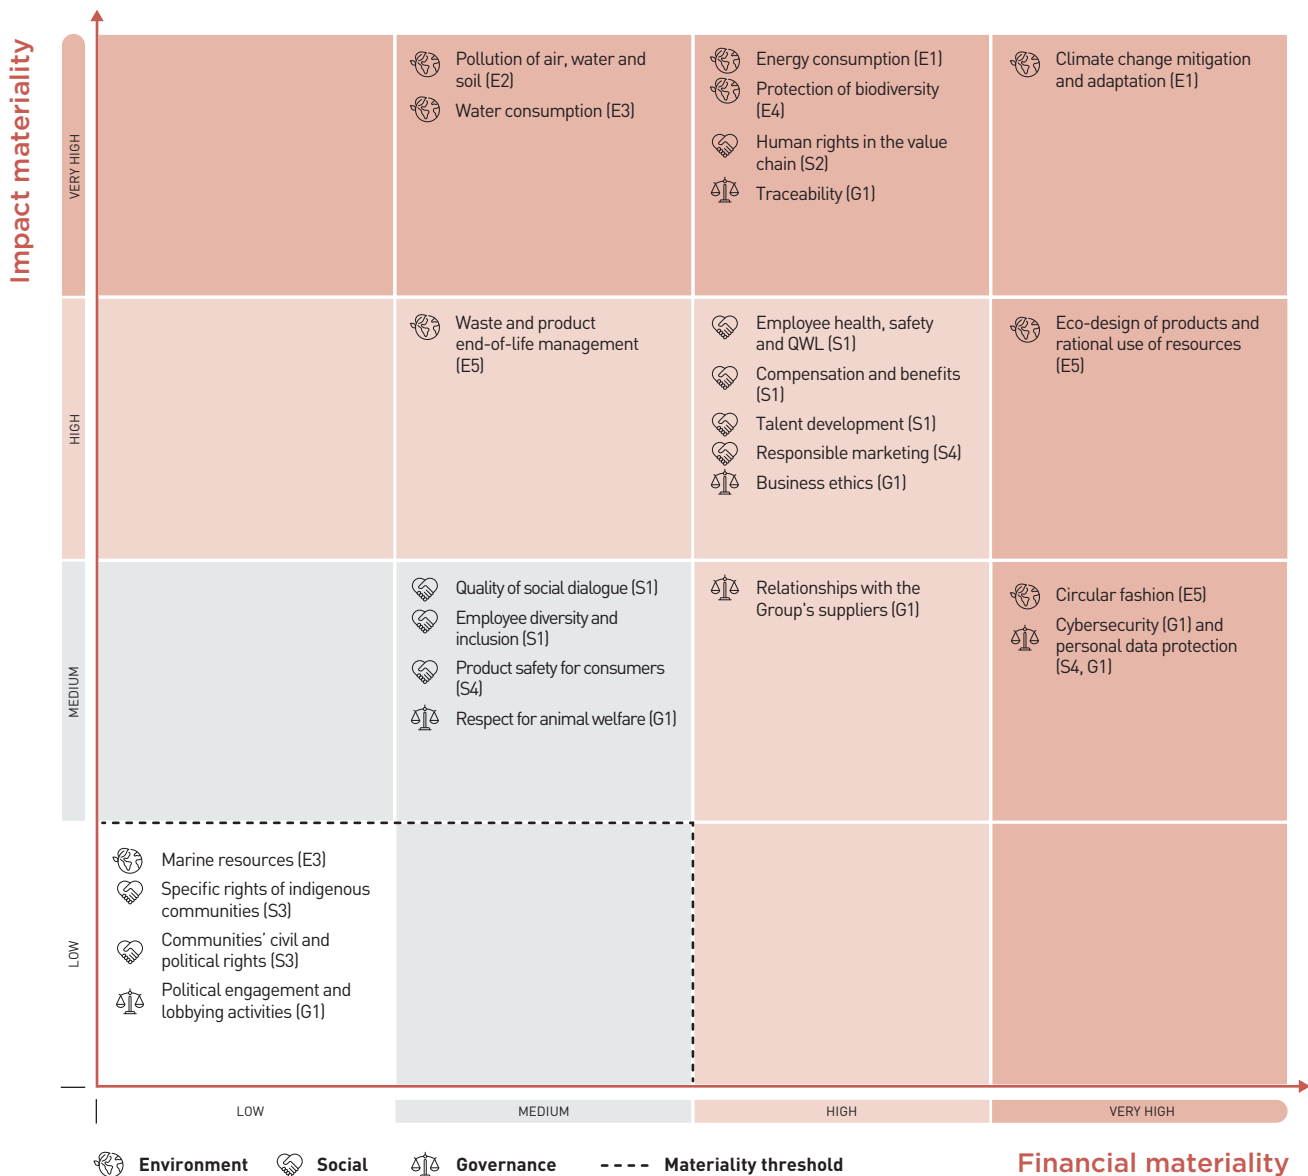 Impact materiality
VERY HIGH
Pollution of air, water and
soil (E2)
Water consumption (E3)
Energy consumption (E1)
Protection of biodiversity
(E4)
Human rights in the value
chain (S2)
Traceability (G1)
Climate change mitigation
and adaptation (E1)
HIGH
Waste and product
end-of-life management
(E5)
Employee health, safety
and QWL (S1)
Compensation and benefits
(S1)
Talent development (S1)
Responsible marketing (S4)
Business ethics (G1)
Eco-design of products and
rational use of resources
(E5)
MEDIUM
Quality of social dialogue (S1)
Employee diversity and
inclusion (S1)
Product safety for consumers
(S4)
Respect for animal welfare (G1)
Relationships with the
Group's suppliers (G1)
Circular fashion (E5)
Cybersecurity (G1) and
personal data protection
(S4, G1)
LOW
Marine resources (E3)
Specific rights of indigenous
communities (S3)
Communities’ civil and
political rights (S3)
Political engagement and
lobbying activities (G1)
LOW
MEDIUM
HIGH
VERY HIGH
Environment
Social
Governance
Materiality threshold
Financial materiality